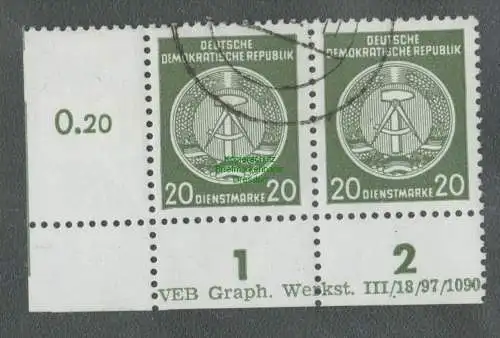 DEUTSCHE
DEMOKRATISCHE REPUBLIK
20 DIENSTMARKE 20
DEUTSCHE
DEMOKRATISCHE REPUBLIK
20 DIENSTMARKE 20
0.20
1 2
VEB Graph. Werkst. III/18/97/1090